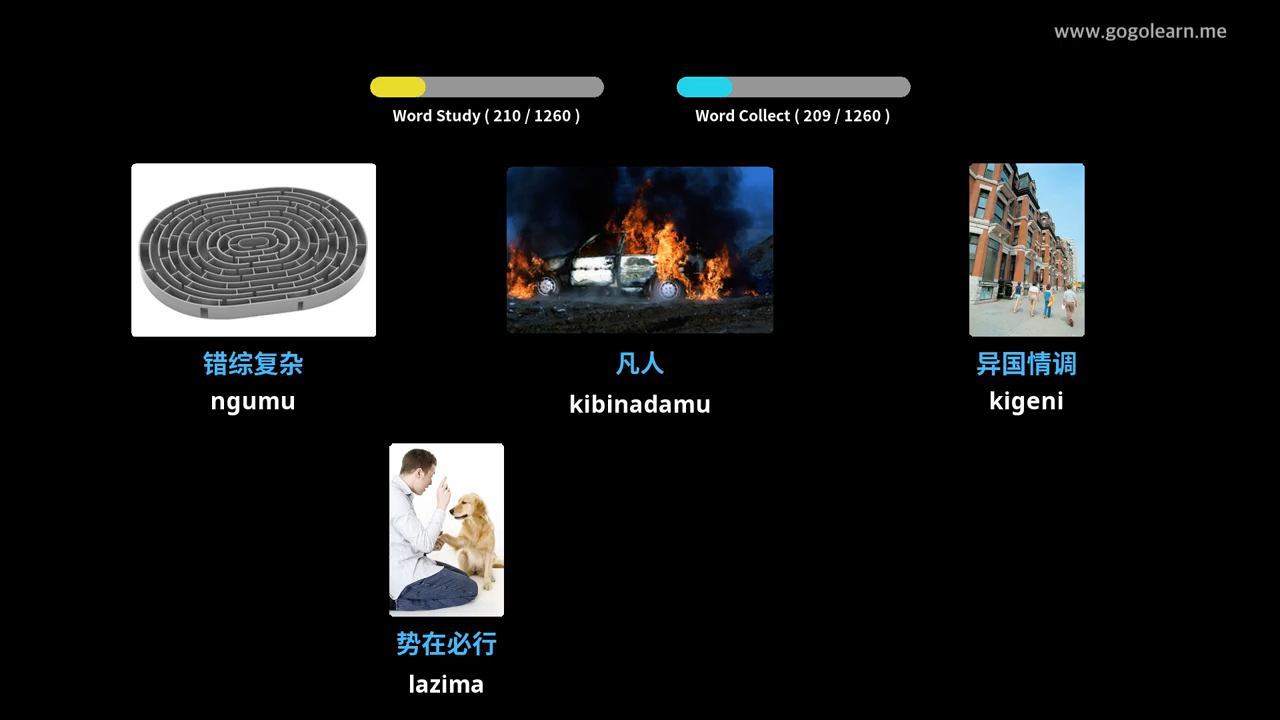 www.gogolearn.me
Word Study ( 210 / 1260 )
Word Collect ( 209 / 1260 )
错综复杂
ngumu
凡人
kibinadamu
异国情调
kigeni
势在必行
lazima